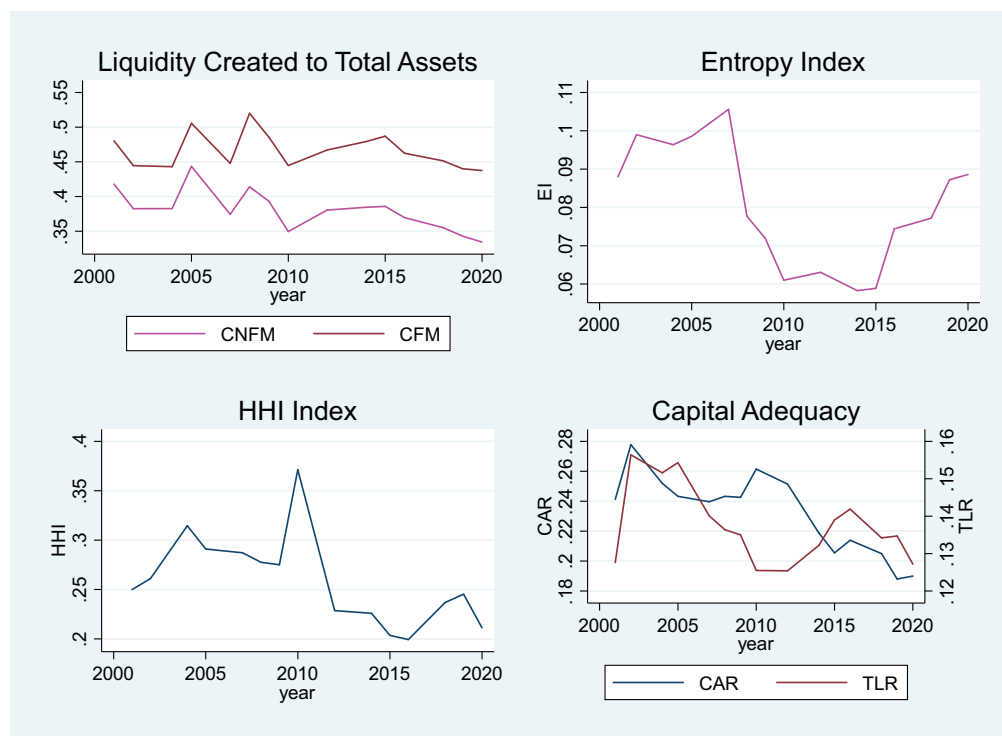 Liquidity Created to Total Assets
.55
.5
.45
.4
.35
2000 2005 2010 2015 2020
year
CNFM CFM
Entropy Index
EI
.11
.1
.09
.08
.07
.06
2000 2005 2010 2015 2020
year
HHI Index
HHI
.4
.35
.3
.25
.2
2000 2005 2010 2015 2020
year
Capital Adequacy
CAR
.28
.26
.24
.22
.2
.18
TLR
.16
.15
.14
.13
.12
2000 2005 2010 2015 2020
year
CAR TLR